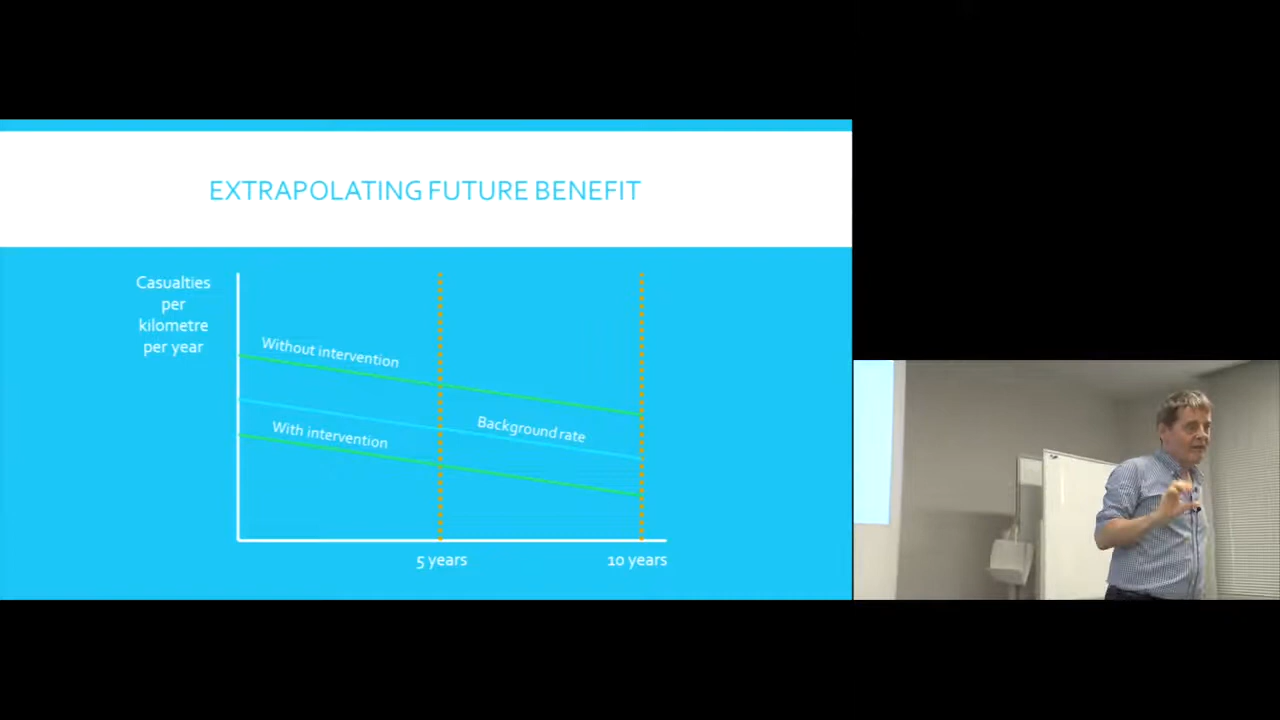 EXTRAPOLATING FUTURE BENEFIT
Casualties
per
kilometre
per year
Without intervention
Background rate
With intervention
5 years
10 years